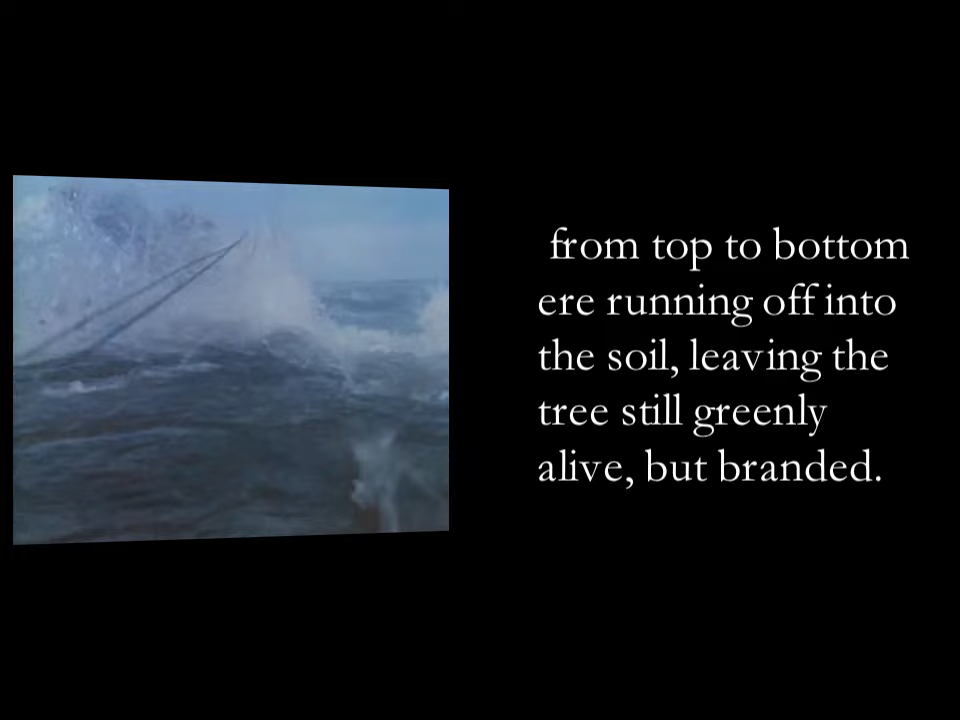 from top to bottom
ere running off into
the soil, leaving the
tree still greenly
alive, but branded.